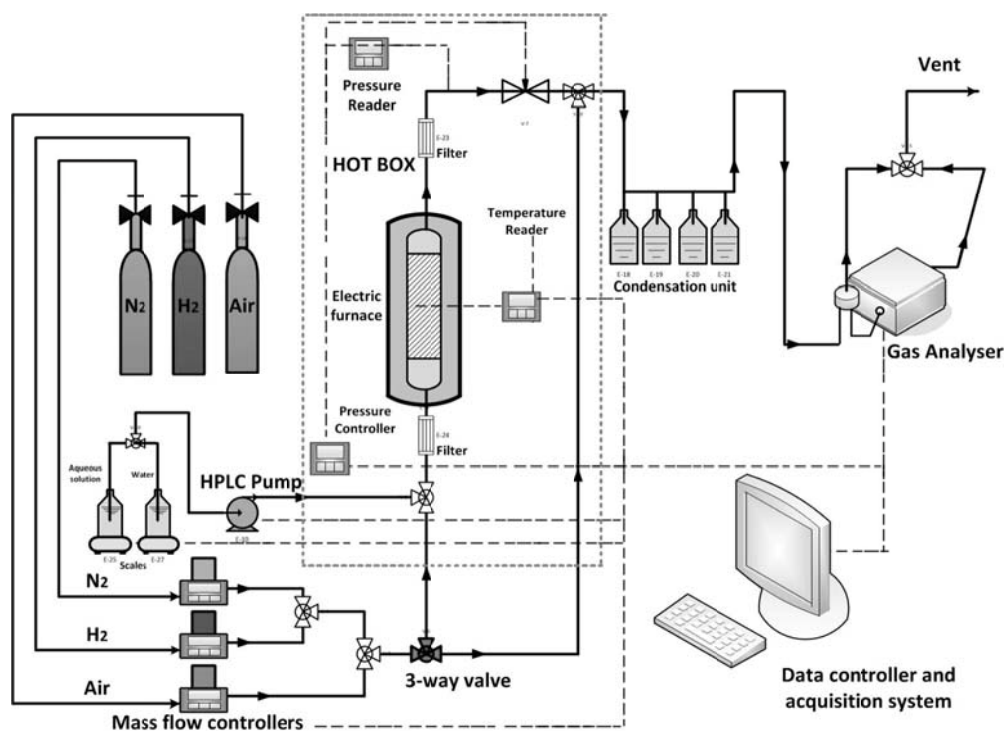 Pressure
Reader
Vent
E-23
Filter
HOT BOX
Temperature
Reader
N2
H2
Air
Electric
furnace
E-18
E-19
E-20
E-21
Condensation unit
Gas Analyser
Pressure
Controller
E-24
Filter
Aqueous
solution
Water
HPLC Pump
E-25
E-27
Scales
N2
H2
Air
3-way valve
Mass flow controllers
Data controller and
acquisition system